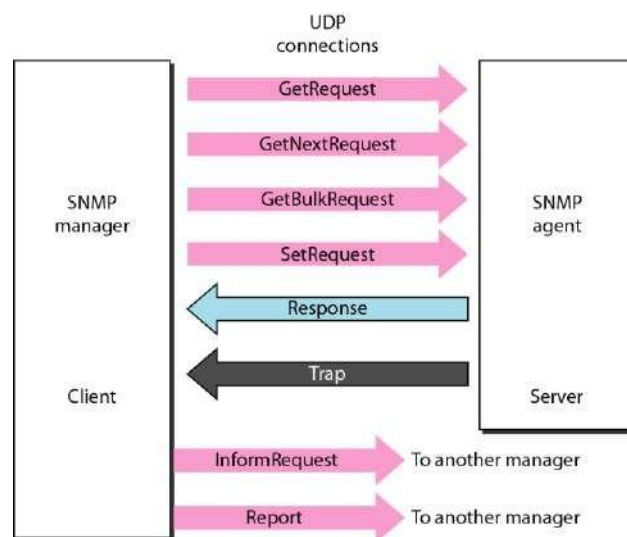 UDP
connections
GetRequest
GetNextRequest
SNMP
manager
GetBulkRequest
SNMP
agent
SetRequest
Response
Trap
Client
Server
InformRequest
To another manager
Report
To another manager